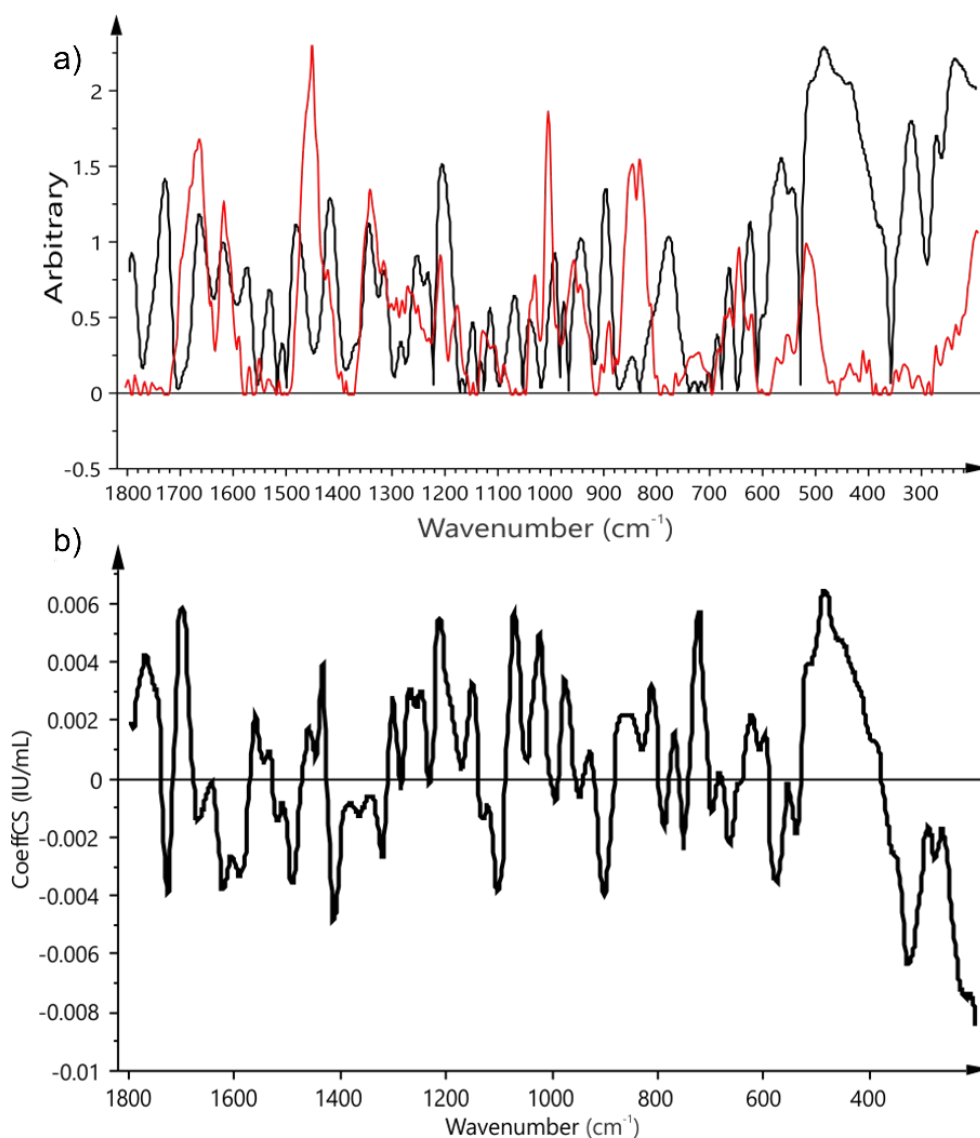 a)
Arbitrary
2
1.5
1
0.5
0
-0.5
1800 1700 1600 1500 1400 1300 1200 1100 1000 900 800 700 600 500 400 300
Wavenumber (cm⁻¹)
b)
CoeffCS (IU/mL)
0.006
0.004
0.002
0
-0.002
-0.004
-0.006
-0.008
-0.01
1800 1600 1400 1200 1000 800 600 400
Wavenumber (cm⁻¹)